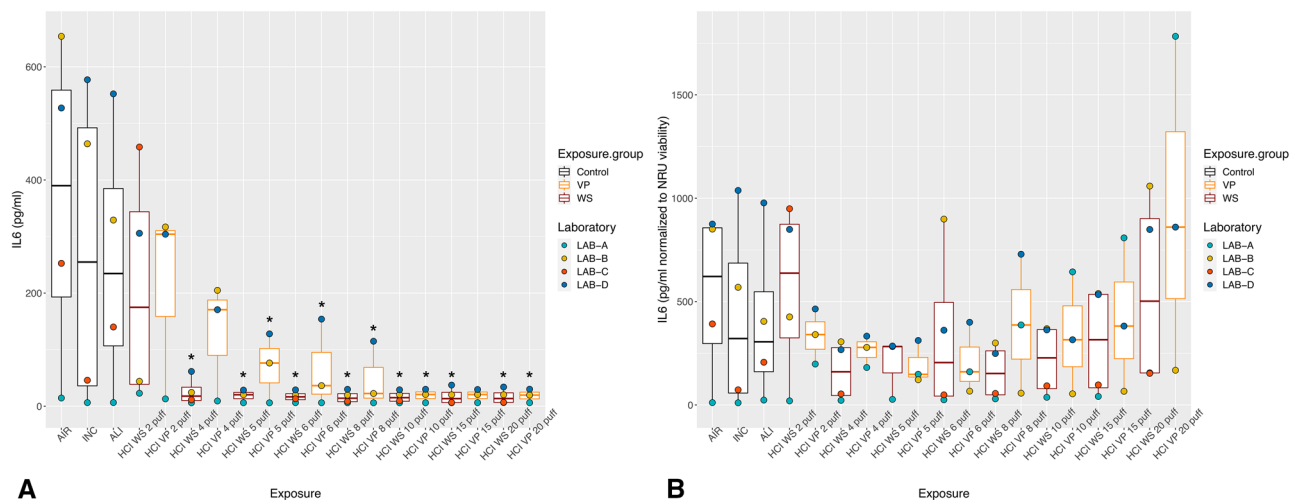 600
400
200
0
IL6 (pg/ml)
* * * * * * * * * * * *
AIR
INC
ALI
HCI WS 2 puff
HCI VP 2 puff
HCI WS 4 puff
HCI VP 4 puff
HCI WS 5 puff
HCI VP 5 puff
HCI WS 6 puff
HCI VP 6 puff
HCI WS 8 puff
HCI VP 8 puff
HCI WS 10 puff
HCI VP 10 puff
HCI WS 15 puff
HCI VP 15 puff
HCI WS 20 puff
HCI VP 20 puff
Exposure
A
Exposure.group
Control
VP
WS
Laboratory
LAB-A
LAB-B
LAB-C
LAB-D
1500
1000
500
0
IL6 (pg/ml normalized to NRU viability)
AIR
INC
ALI
HCI WS 2 puff
HCI VP 2 puff
HCI WS 4 puff
HCI VP 4 puff
HCI WS 5 puff
HCI VP 5 puff
HCI WS 6 puff
HCI VP 6 puff
HCI WS 8 puff
HCI VP 8 puff
HCI WS 10 puff
HCI VP 10 puff
HCI WS 15 puff
HCI VP 15 puff
HCI WS 20 puff
HCI VP 20 puff
Exposure
B
Exposure.group
Control
VP
WS
Laboratory
LAB-A
LAB-B
LAB-C
LAB-D